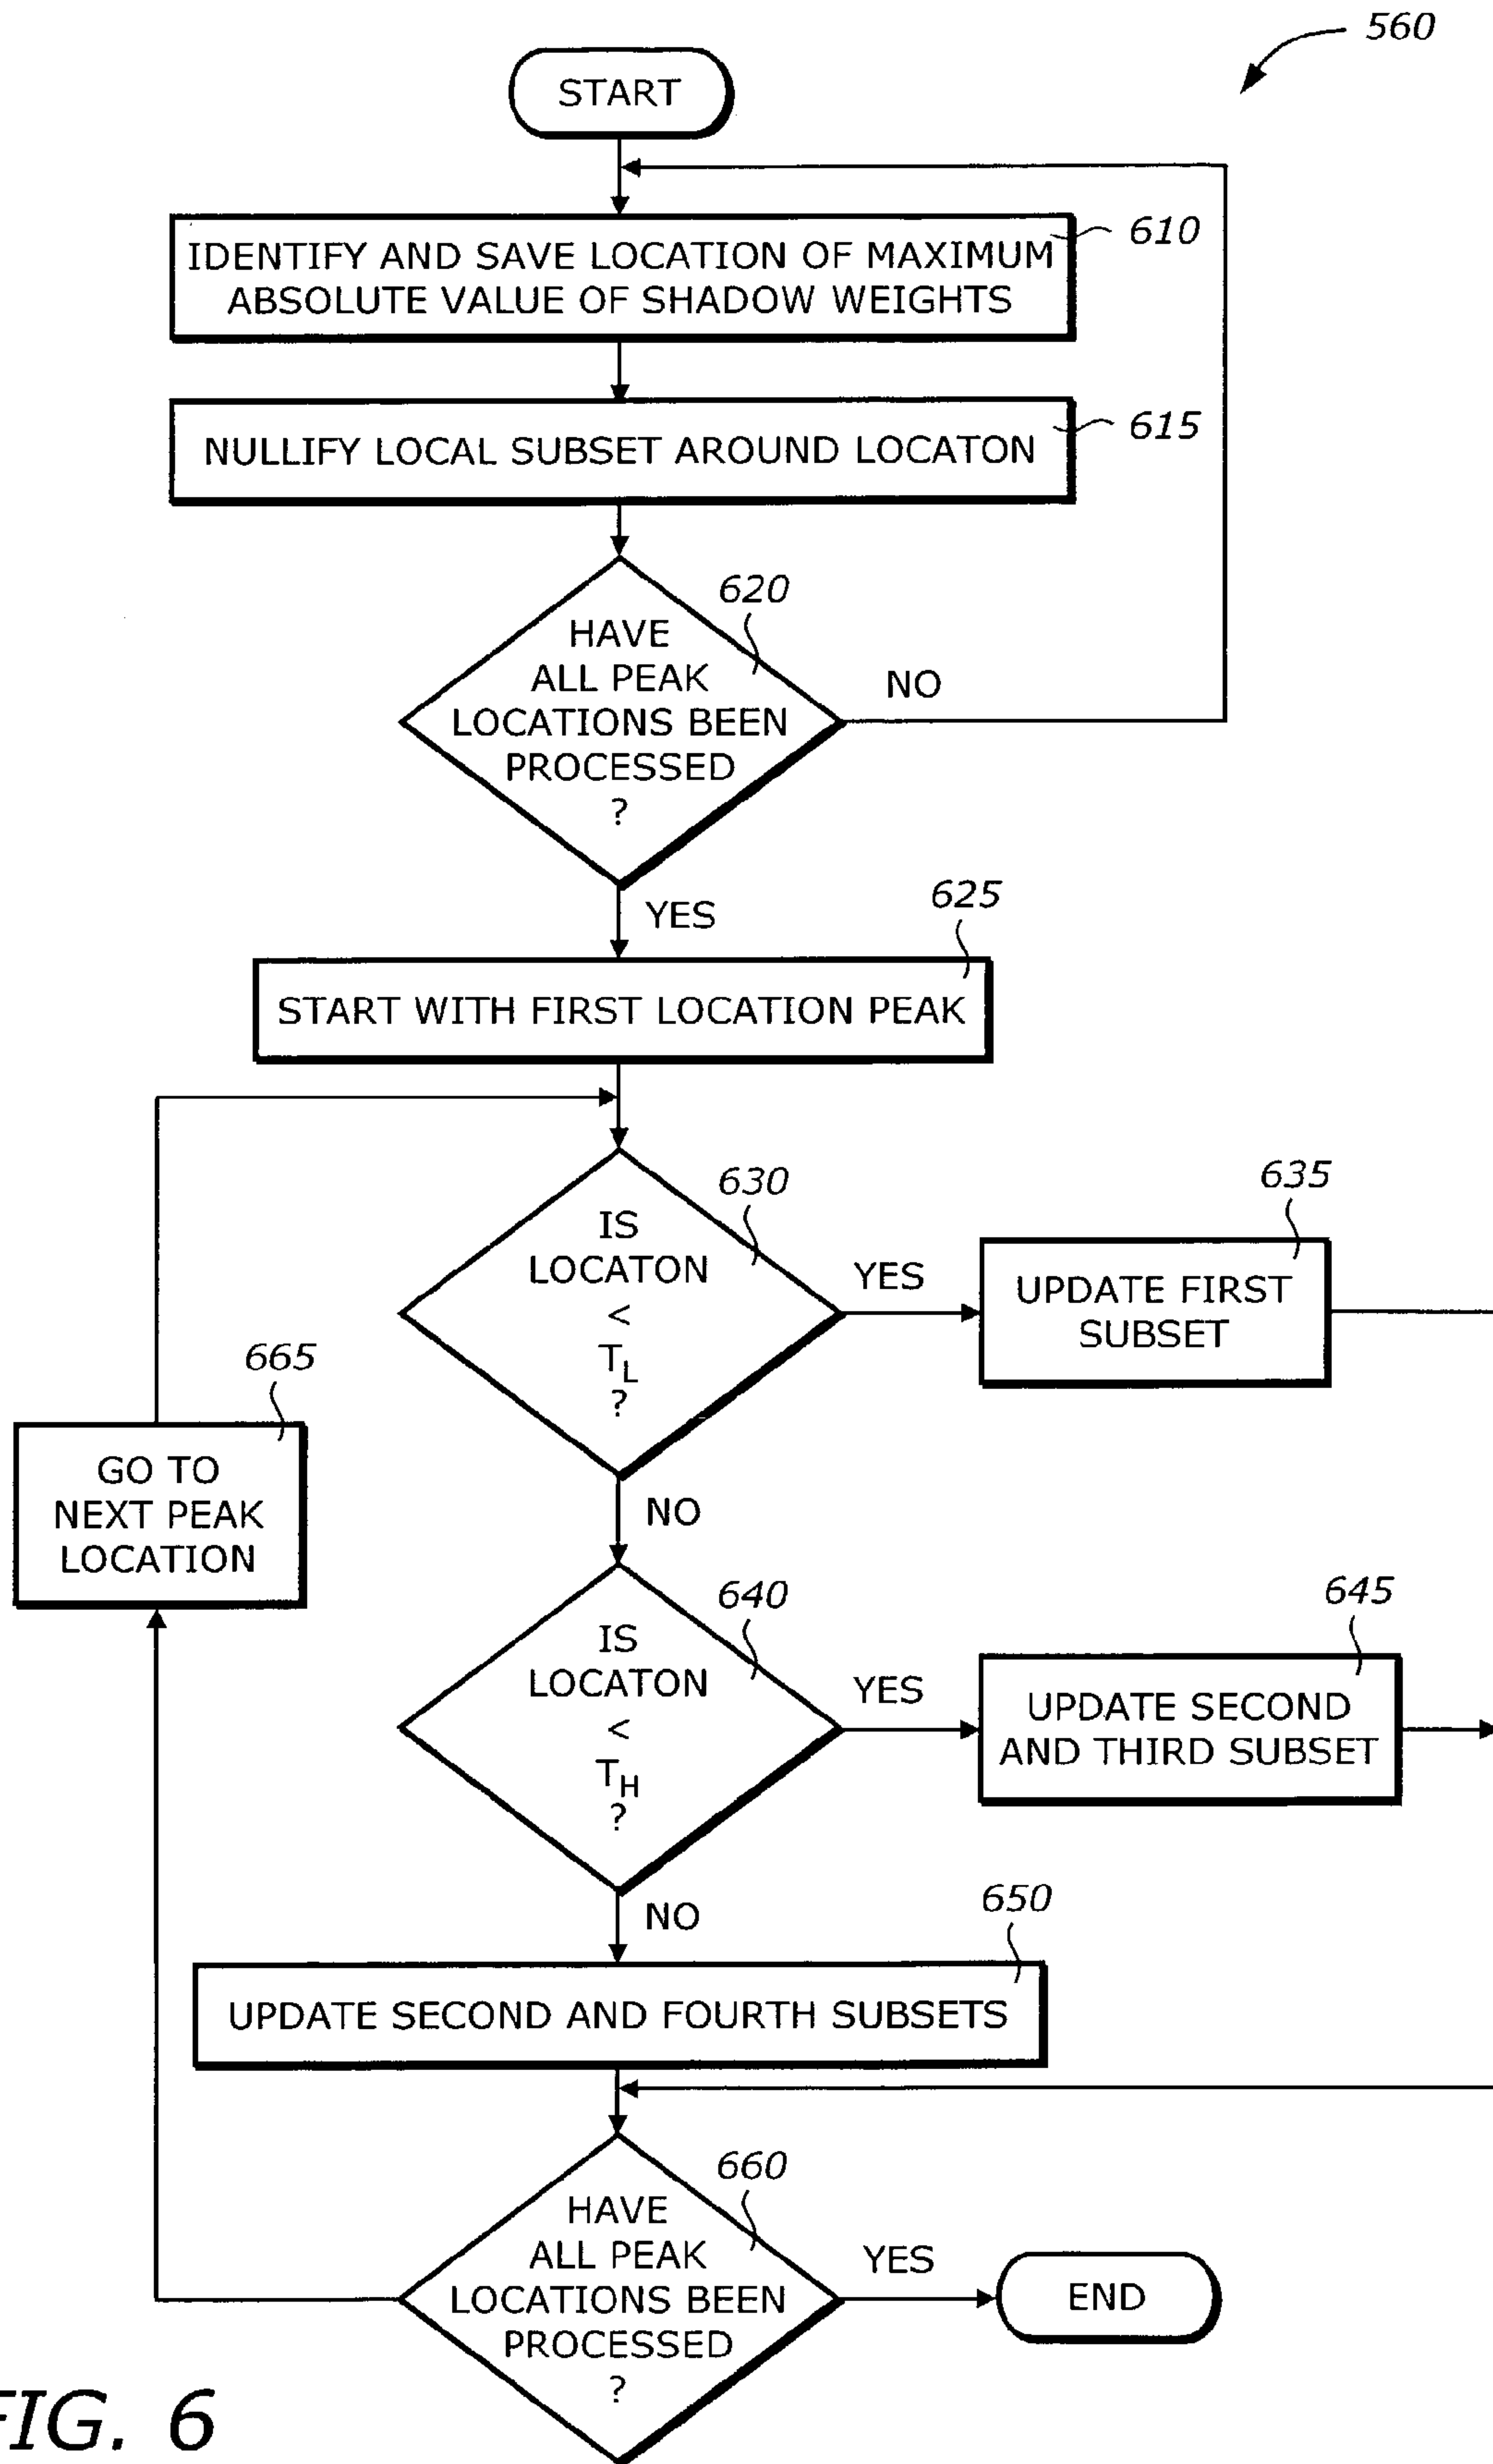 560
START
610
IDENTIFY AND SAVE LOCATION OF MAXIMUM
ABSOLUTE VALUE OF SHADOW WEIGHTS
615
NULLIFY LOCAL SUBSET AROUND LOCATON
620
HAVE
ALL PEAK
LOCATIONS BEEN
PROCESSED
?
NO
YES
625
START WITH FIRST LOCATION PEAK
630
IS
LOCATON
<
TL
?
YES
635
UPDATE FIRST
SUBSET
NO
665
GO TO
NEXT PEAK
LOCATION
640
IS
LOCATON
<
TH
?
YES
645
UPDATE SECOND
AND THIRD SUBSET
NO
650
UPDATE SECOND AND FOURTH SUBSETS
660
HAVE
ALL PEAK
LOCATIONS BEEN
PROCESSED
?
YES
END
FIG. 6